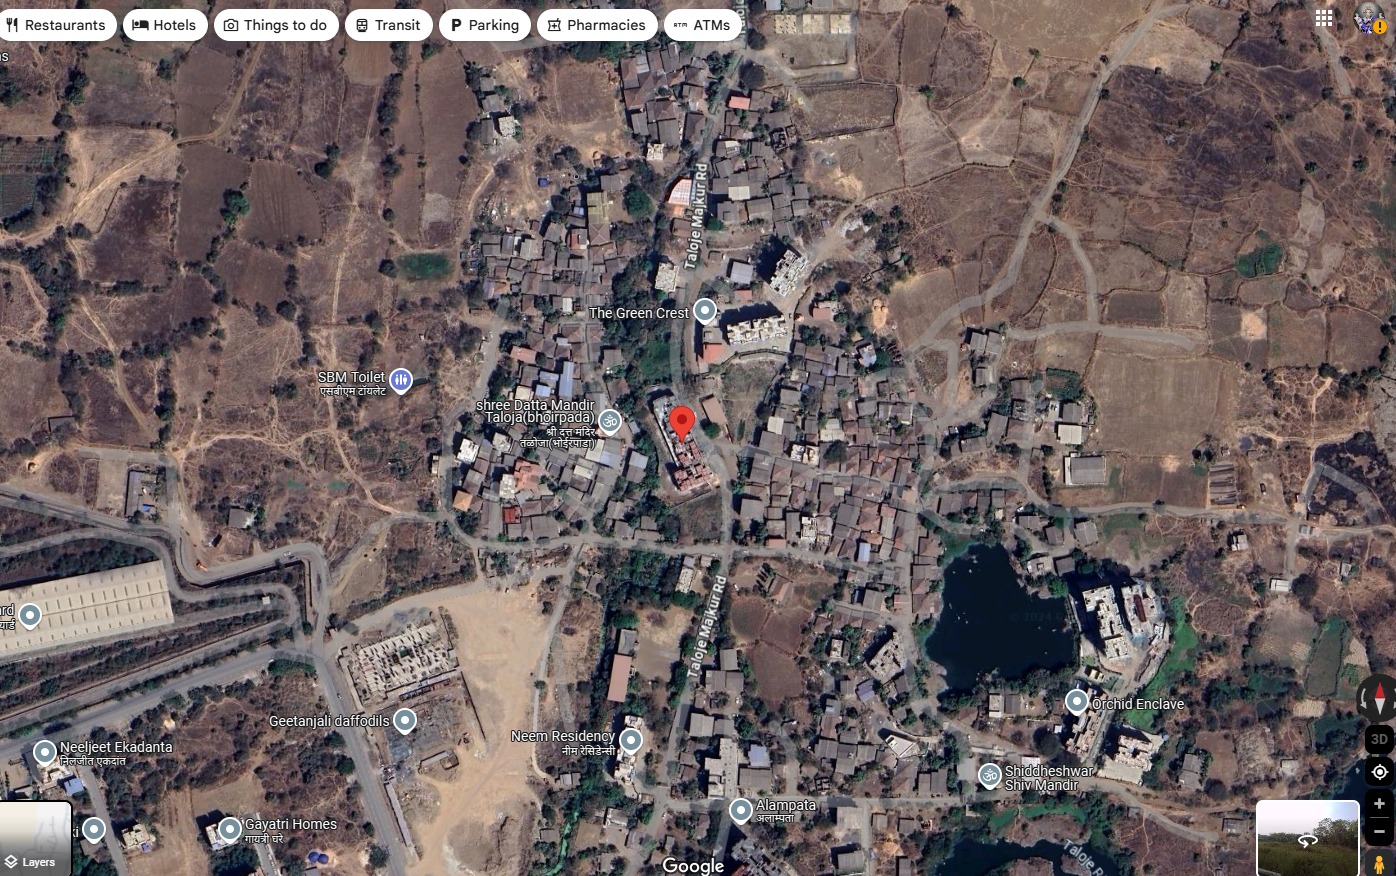 Restaurants
Hotels
Things to do
Transit
Parking
Pharmacies
ATMs
Taloje Majkur Rd
The Green Crest
SBM Toilet
एसबीएम टॉयलेट
shree Datta Mandir
Taloja(bhoirpada)
श्री दत्त मंदिर
तळोजा(भोईरपाडा)
Taloje Majkur Rd
Geetanjali daffodils
Orchid Enclave
Neem Residency
नीम रेसिडेन्सी
Neeljeet Ekadanta
निलजीत एकदंत
Shiddheshwar
Shiv Mandir
Alampata
अलाम्पता
Gayatri Homes
गायत्री घरे
3D
Layers
Google